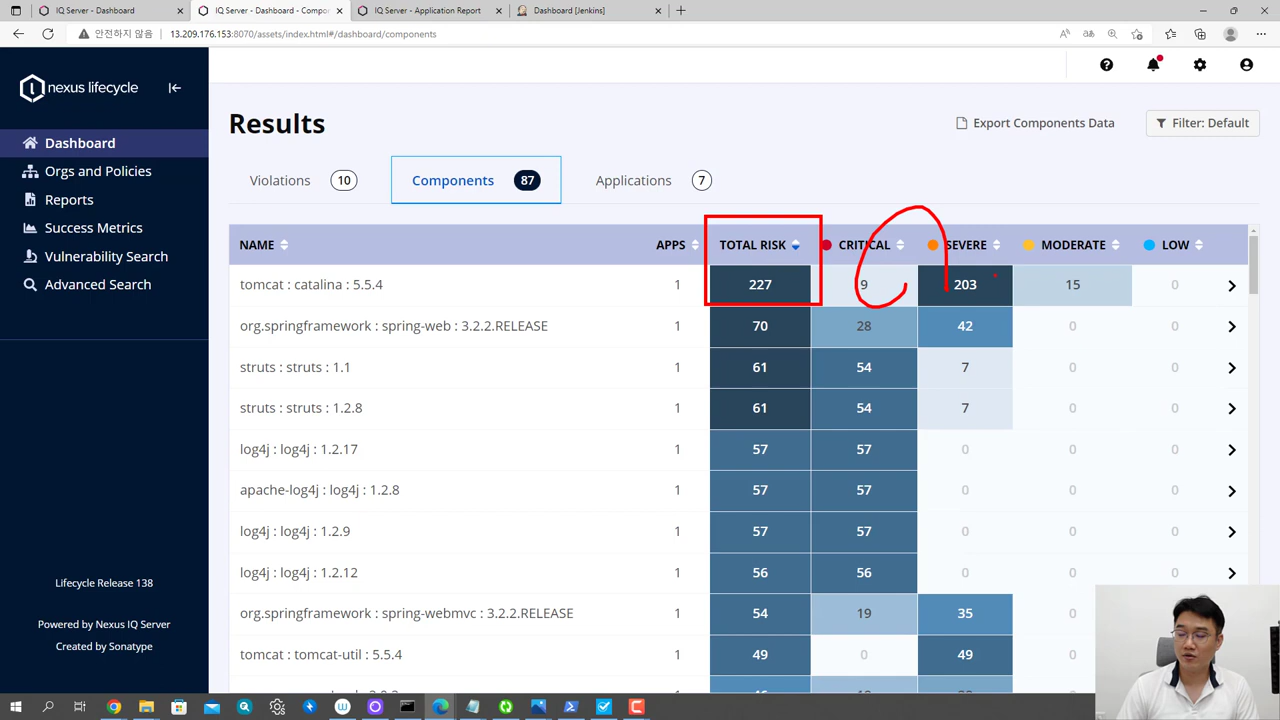 IQ Server - Dashboard
IQ Server - Dashboard - Compo
IQ Server - Application Report
Dashboard [Jenkins]
안전하지 않음
13.209.176.153:8070/assets/index.html#/dashboard/components
nexus lifecycle
Dashboard
Orgs and Policies
Reports
Success Metrics
Vulnerability Search
Advanced Search
Lifecycle Release 138
Powered by Nexus IQ Server
Created by Sonatype
Results
Export Components Data
Filter: Default
Violations 10
Components 87
Applications 7
NAME APPS TOTAL RISK CRITICAL SEVERE MODERATE LOW
tomcat : catalina : 5.5.4 1 227 9 203 15 0
org.springframework : spring-web : 3.2.2.RELEASE 1 70 28 42 0 0
struts : struts : 1.1 1 61 54 7 0 0
struts : struts : 1.2.8 1 61 54 7 0 0
log4j : log4j : 1.2.17 1 57 57 0 0 0
apache-log4j : log4j : 1.2.8 1 57 57 0 0 0
log4j : log4j : 1.2.9 1 57 57 0 0 0
log4j : log4j : 1.2.12 1 56 56 0 0 0
org.springframework : spring-webmvc : 3.2.2.RELEASE 1 54 19 35 0
tomcat : tomcat-util : 5.5.4 1 49 0 49 0